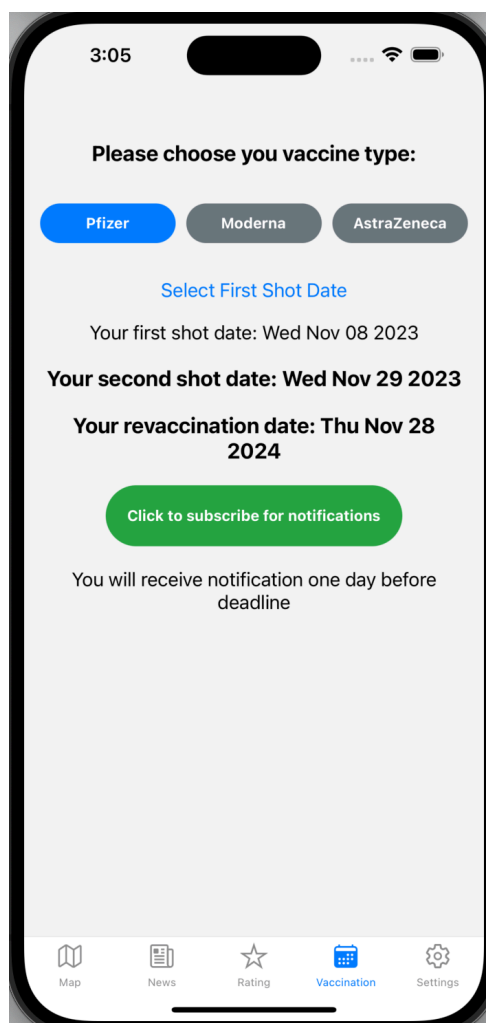 3:05
Please choose you vaccine type:
Pfizer Moderna AstraZeneca
Select First Shot Date
Your first shot date: Wed Nov 08 2023
Your second shot date: Wed Nov 29 2023
Your revaccination date: Thu Nov 28
2024
Click to subscribe for notifications
You will receive notification one day before
deadline
Map News Rating Vaccination Settings